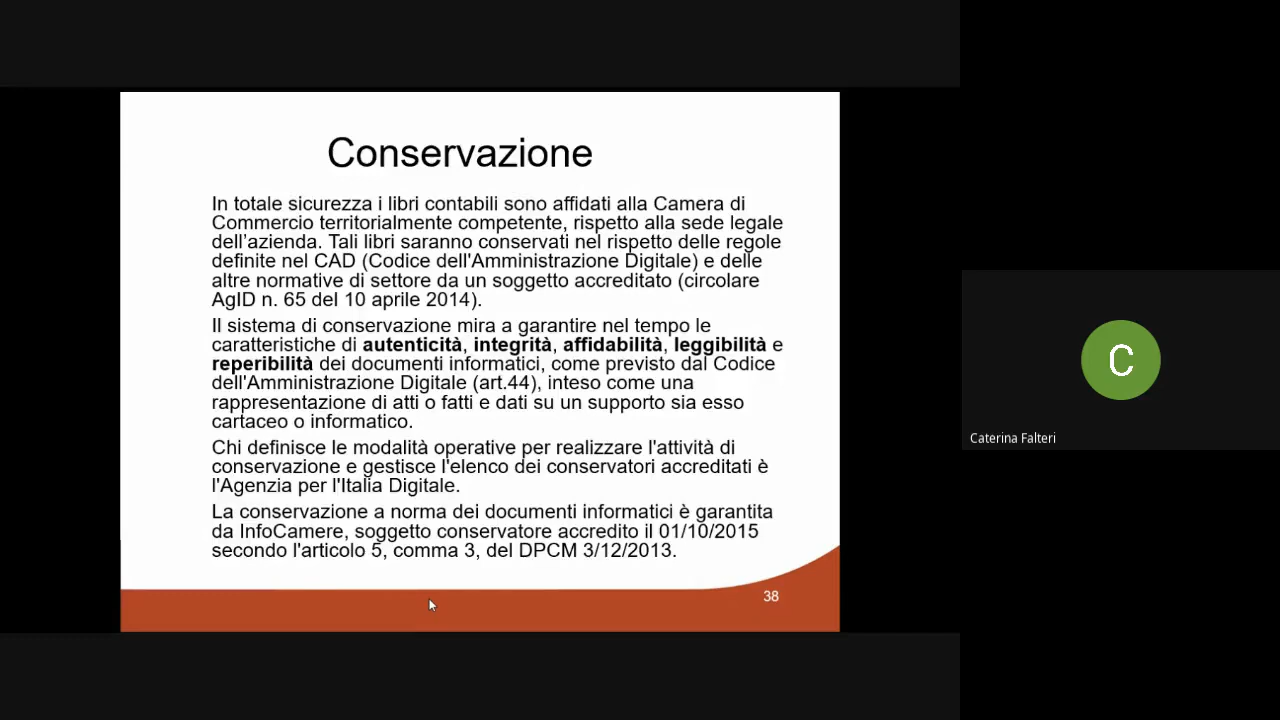 Conservazione
In totale sicurezza i libri contabili sono affidati alla Camera di
Commercio territorialmente competente, rispetto alla sede legale
dell’azienda. Tali libri saranno conservati nel rispetto delle regole
definite nel CAD (Codice dell'Amministrazione Digitale) e delle
altre normative di settore da un soggetto accreditato (circolare
AgID n. 65 del 10 aprile 2014).
Il sistema di conservazione mira a garantire nel tempo le
caratteristiche di autenticità, integrità, affidabilità, leggibilità e
reperibilità dei documenti informatici, come previsto dal Codice
dell'Amministrazione Digitale (art.44), inteso come una
rappresentazione di atti o fatti e dati su un supporto sia esso
cartaceo o informatico.
Chi definisce le modalità operative per realizzare l'attività di
conservazione e gestisce l'elenco dei conservatori accreditati è
l'Agenzia per l'Italia Digitale.
La conservazione a norma dei documenti informatici è garantita
da InfoCamere, soggetto conservatore accredito il 01/10/2015
secondo l'articolo 5, comma 3, del DPCM 3/12/2013.
38
C
Caterina Falteri